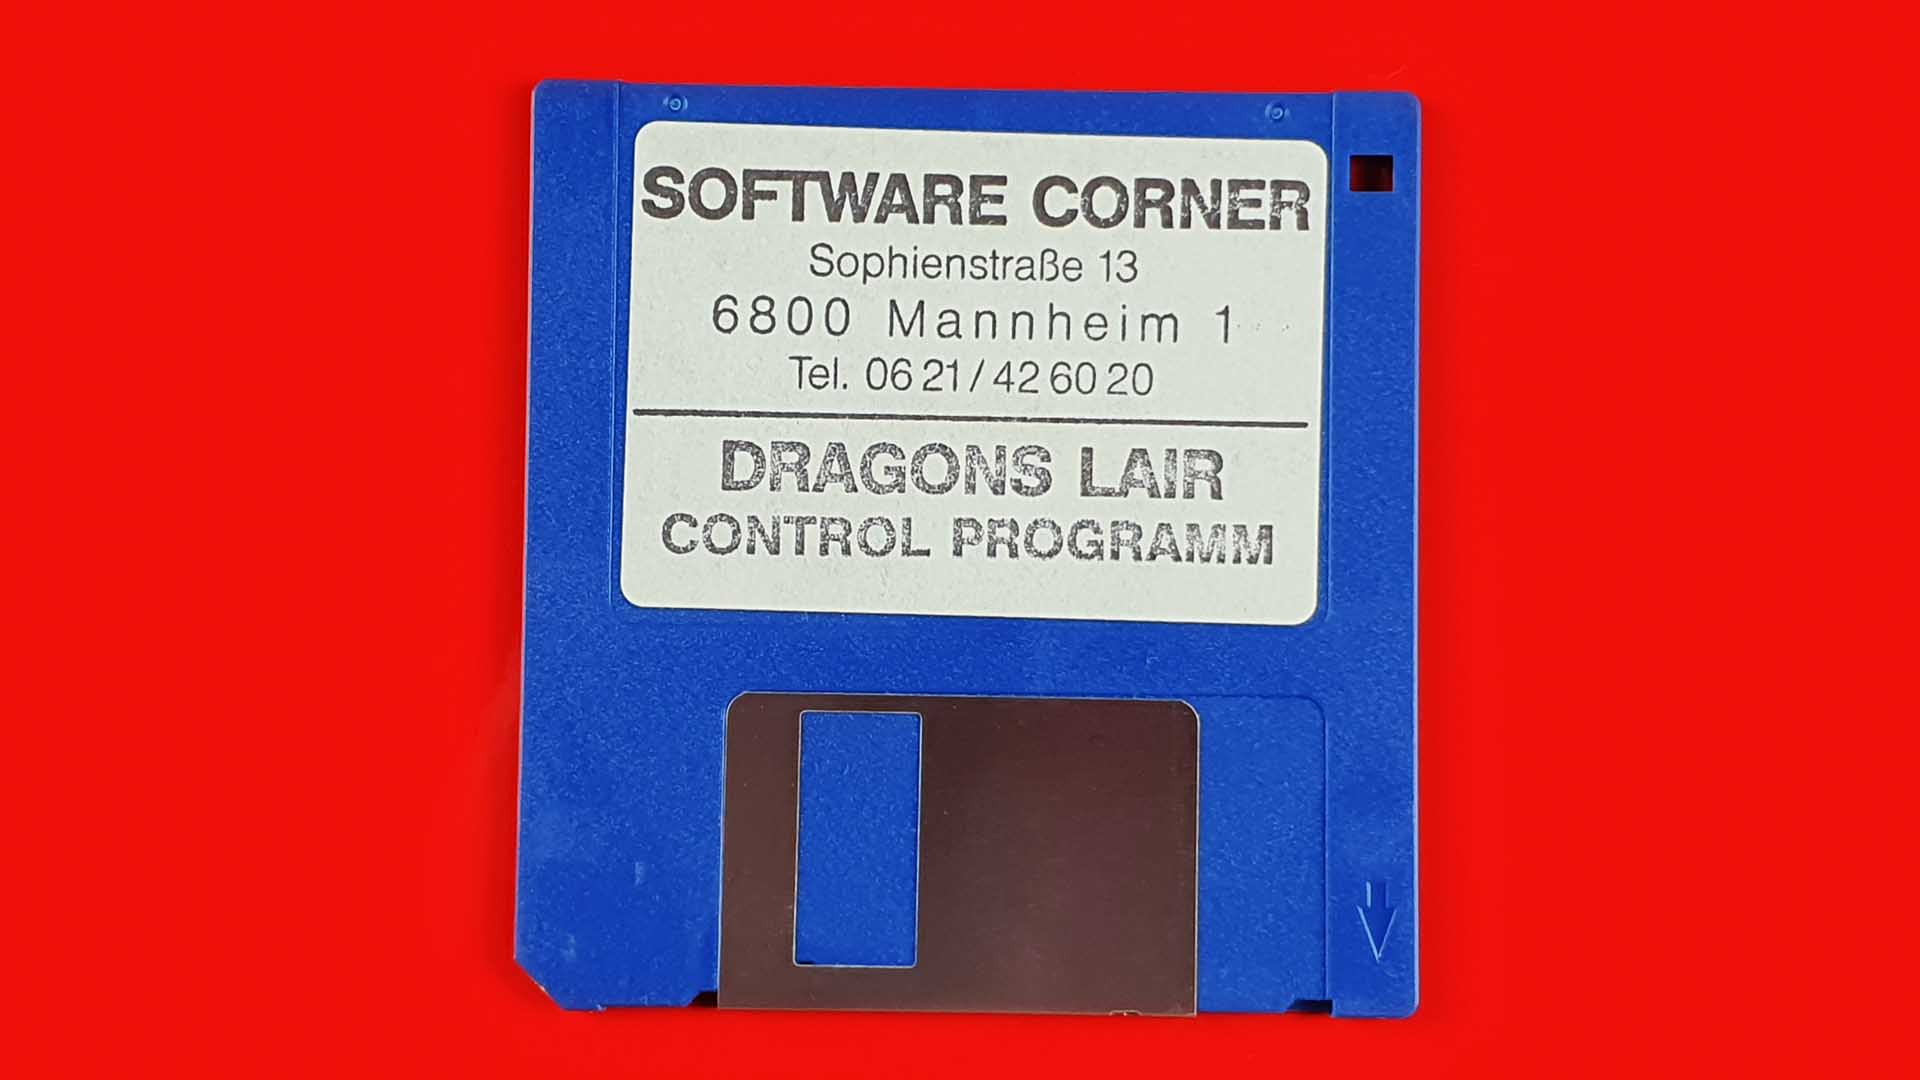 SOFTWARE CORNER
Sophienstraße 13
6800 Mannheim 1
Tel. 06 21 / 42 60 20
DRAGONS LAIR
CONTROL PROGRAMM